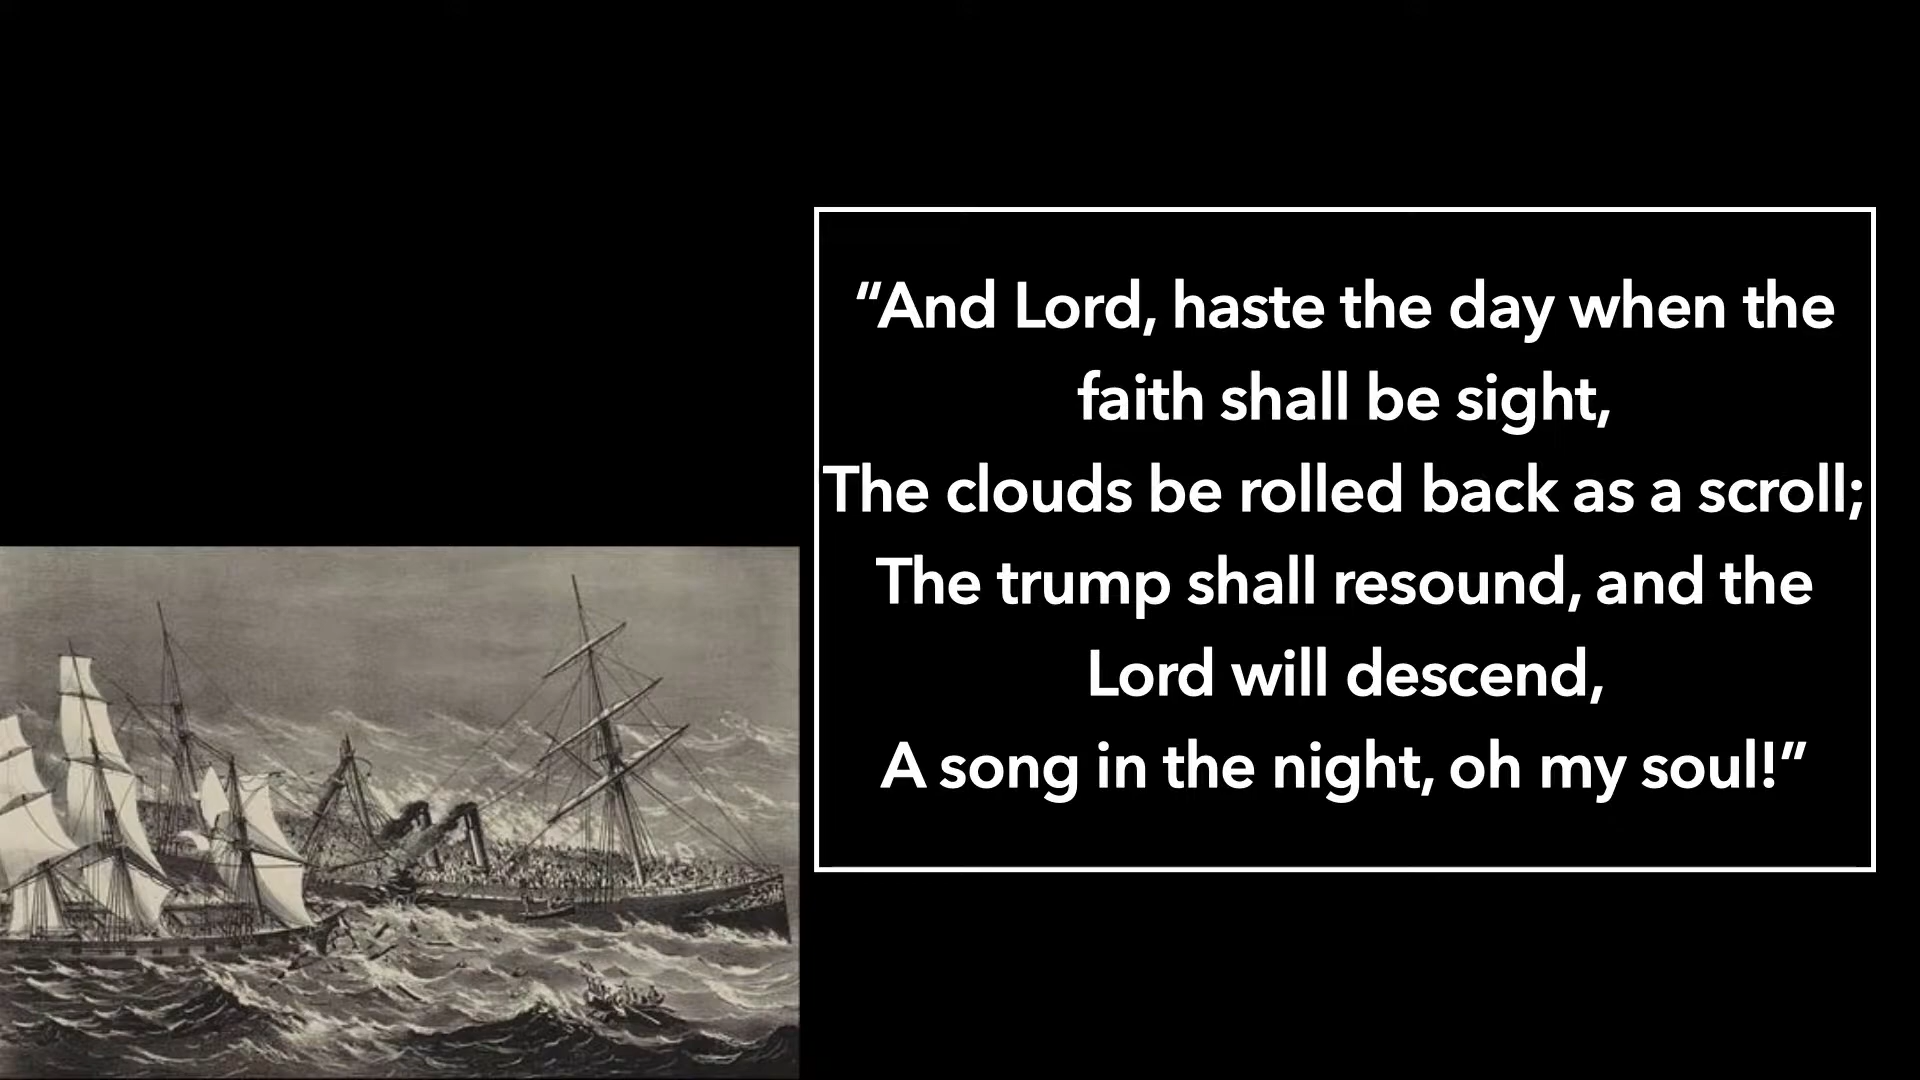 “And Lord, haste the day when the
faith shall be sight,
The clouds be rolled back as a scroll;
The trump shall resound, and the
Lord will descend,
A song in the night, oh my soul!”